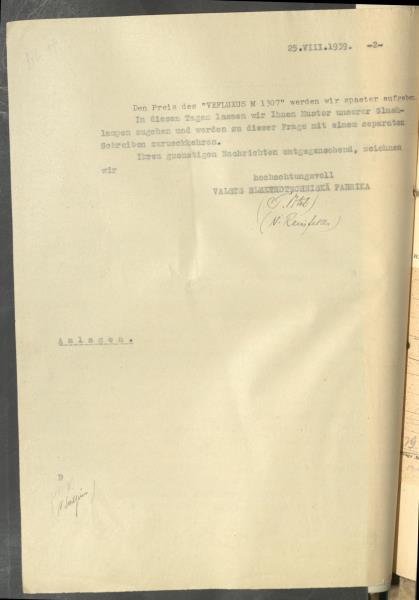 25.VIII.1939. -2-
Den Preis des "VEFLUXUS M 1307" werden wir spaeter aufgeben.
In diesen Tagen lassen wir Ihnen Muster unserer Glueh-
lampen zugehen und werden zu dieser Frage mit einem separaten
Schreiben zurueckkehren.
Ihren guenstigen Nachrichten entgegensehend, zeichnen
wir
hochachtungsvoll
VALSTS ELEKTROTECHNISKĀ FABRIKA
Anlagen.
D